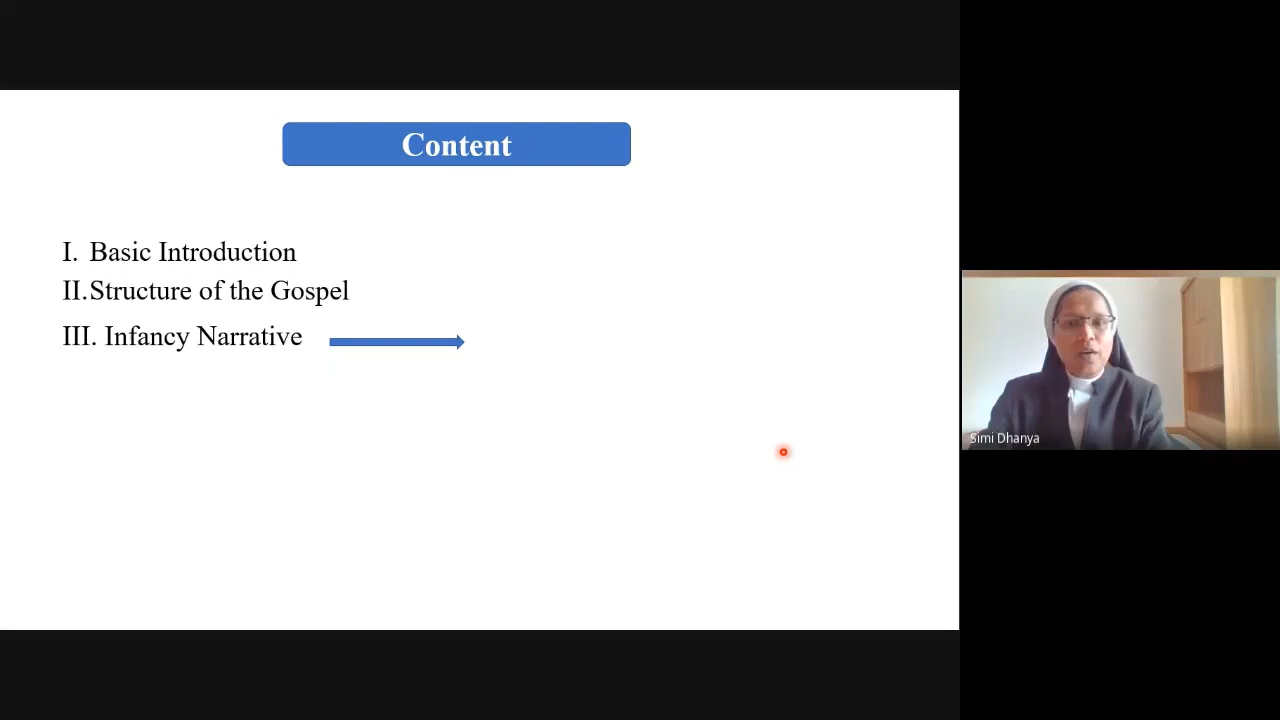 Content
I. Basic Introduction
II.Structure of the Gospel
III. Infancy Narrative
Simi Dhanya